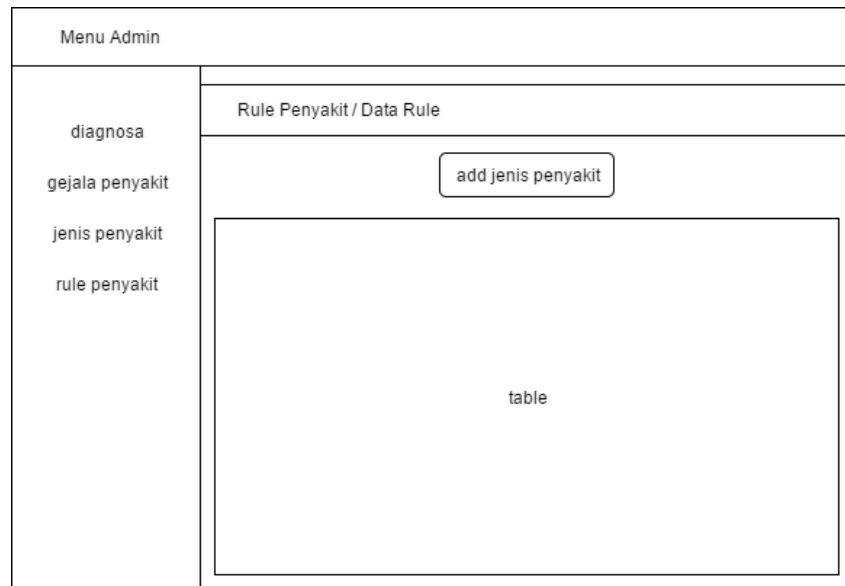 Menu Admin
diagnosa
gejala penyakit
jenis penyakit
rule penyakit
Rule Penyakit / Data Rule
add jenis penyakit
table